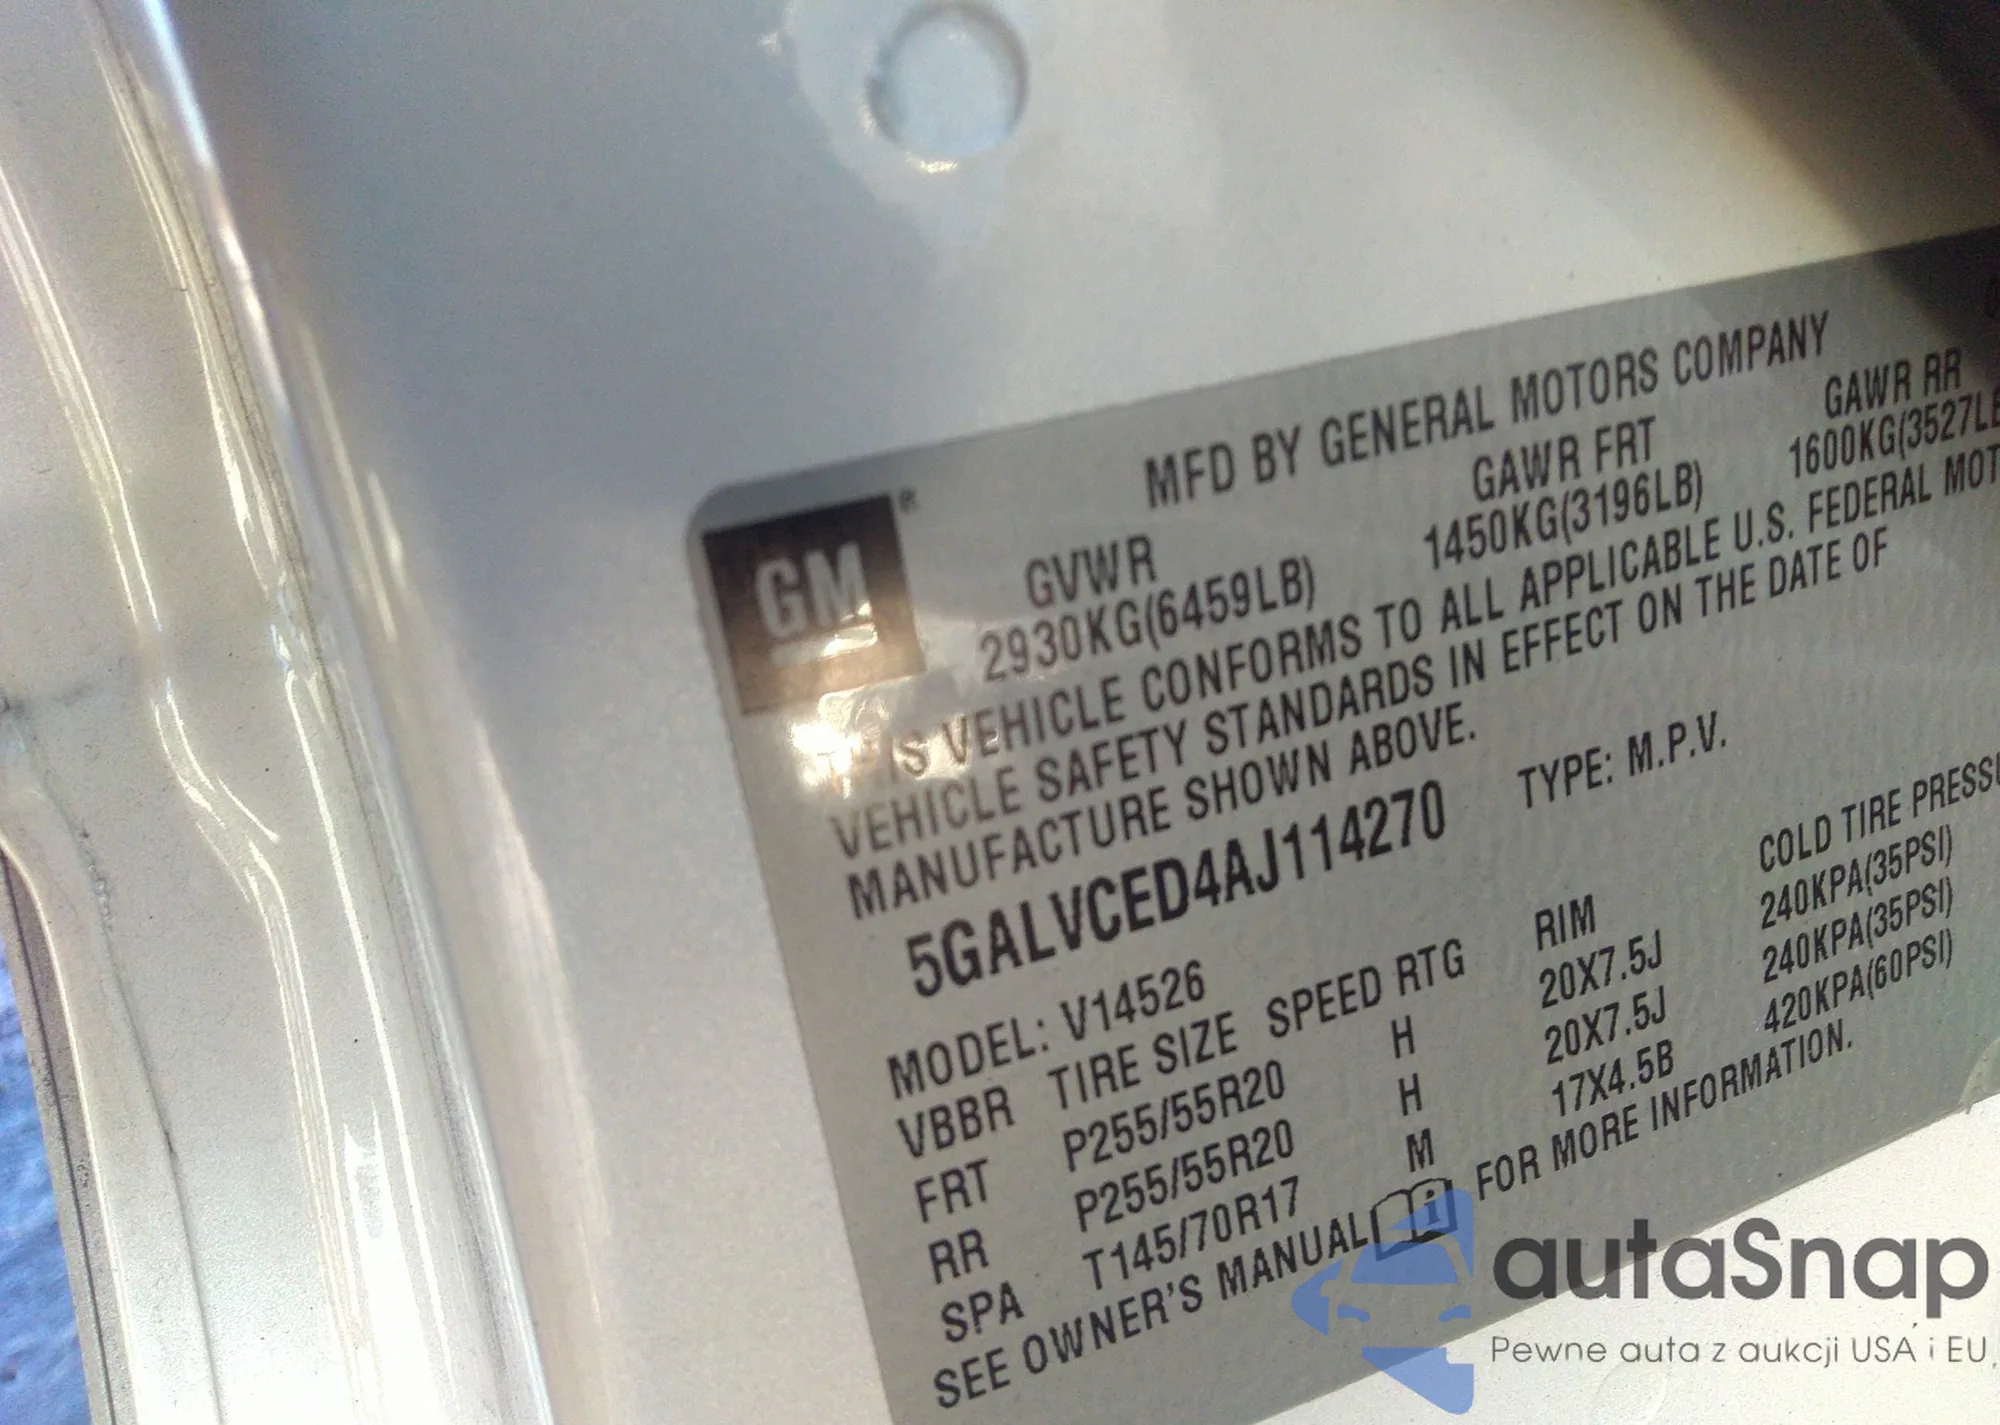 MFD BY GENERAL MOTORS COMPANY
GM ®
GVWR GAWR FRT GAWR RR
2930KG(6459LB) 1450KG(3196LB) 1600KG(3527LB
THIS VEHICLE CONFORMS TO ALL APPLICABLE U.S. FEDERAL MOT
VEHICLE SAFETY STANDARDS IN EFFECT ON THE DATE OF
MANUFACTURE SHOWN ABOVE.
5GALVCED4AJ114270 TYPE: M.P.V.
MODEL: V14526
VBBR TIRE SIZE SPEED RTG RIM COLD TIRE PRESSU
FRT P255/55R20 H 20X7.5J 240KPA(35PSI)
RR P255/55R20 H 20X7.5J 240KPA(35PSI)
SPA T145/70R17 M 17X4.5B 420KPA(60PSI)
SEE OWNER'S MANUAL i FOR MORE INFORMATION.
autaSnap
Pewne auta z aukcji USA i EU